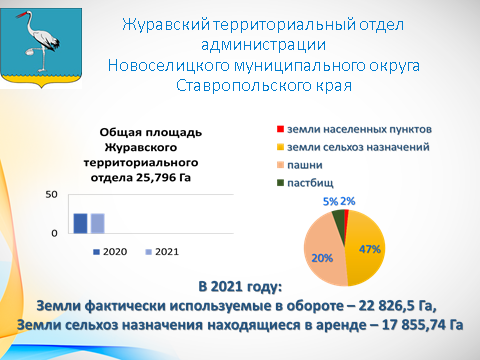 Журавский территориальный отдел
администрации
Новоселицкого муниципального округа
Ставропольского края
Общая площадь
Журавского
территориального
отдела 25,796 Га
50
0
2020
2021
земли населенных пунктов
земли сельхоз назначений
пашни
пастбищ
5%
2%
47%
20%
В 2021 году:
Земли фактически используемые в обороте – 22 826,5 Га,
Земли сельхоз назначения находящиеся в аренде – 17 855,74 Га